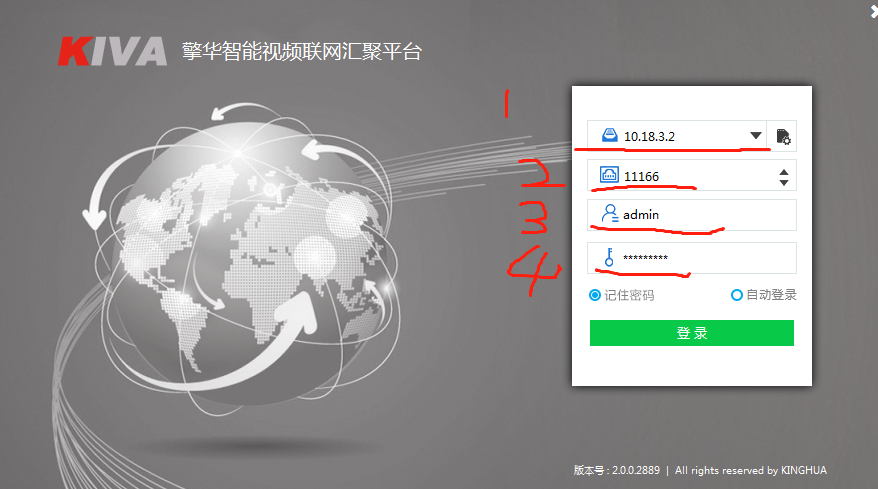 KIVA 擎华智能视频联网汇聚平台
1
10.18.3.2
2
11166
3
admin
4
*********
记住密码 自动登录
登录
版本号: 2.0.0.2889 | All rights reserved by KINGHUA